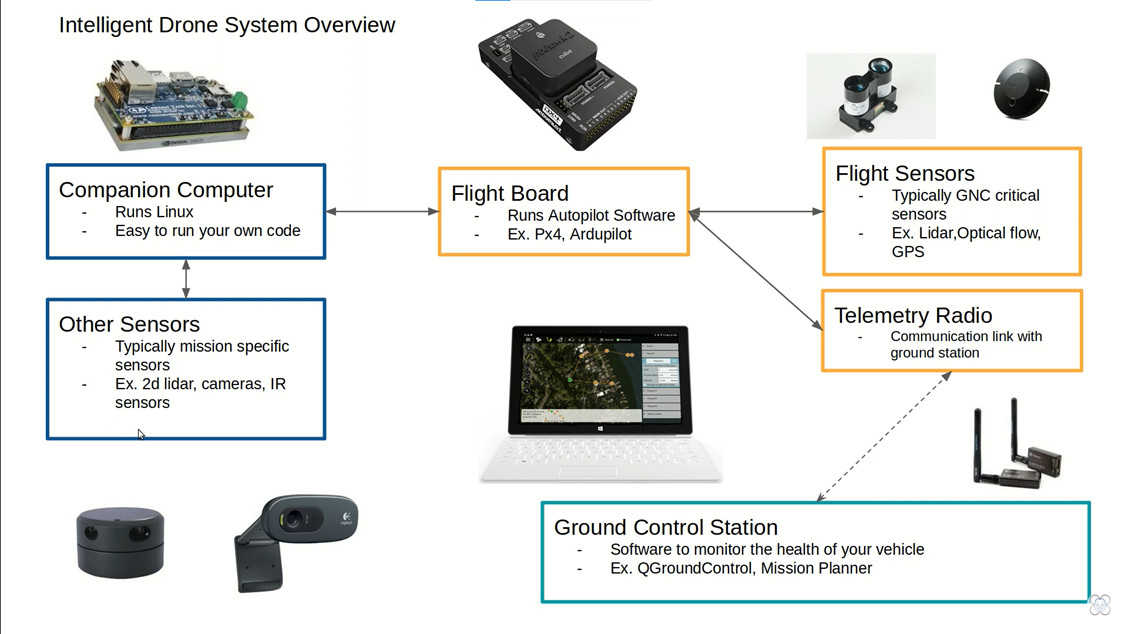 Intelligent Drone System Overview
Companion Computer
- Runs Linux
- Easy to run your own code
Other Sensors
- Typically mission specific
sensors
- Ex. 2d lidar, cameras, IR
sensors
Flight Board
- Runs Autopilot Software
- Ex. Px4, Ardupilot
Flight Sensors
- Typically GNC critical
sensors
- Ex. Lidar,Optical flow,
GPS
Telemetry Radio
- Communication link with
ground station
Ground Control Station
- Software to monitor the health of your vehicle
- Ex. QGroundControl, Mission Planner